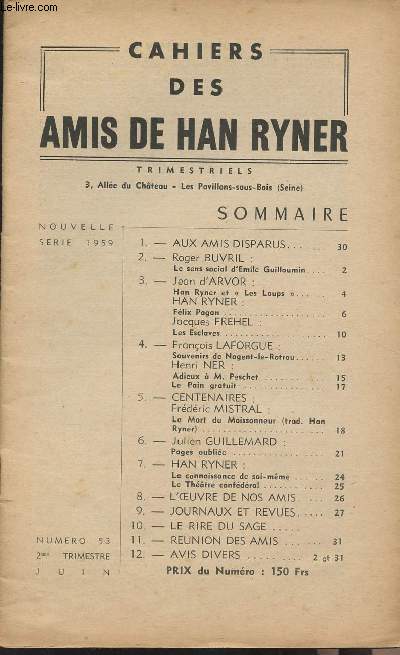 le-livre.com
CAHIERS
DES
AMIS DE HAN RYNER
TRIMESTRIELS
3, Allée du Château - Les Pavillons-sous-Bois (Seine)
SOMMAIRE
NOUVELLE
SERIE 1959
1. — AUX AMIS DISPARUS...... 30
2. — Roger BUVRIL :
Le sens social d'Emile Guillaumin.... 2
3. — Jean d'ARVOR :
Han Ryner et « Les Loups »... . 4
HAN RYNER :
Félix Pagan .................... 6
Jacques FREHEL :
Les Esclaves .................... 10
4. — François LAFORGUE :
Souvenirs de Nogent-le-Rotrou...... 13
Henri NER :
Adieux à M. Peschet ............ 15
Le Pain gratuit ................ 17
5. — CENTENAIRES :
Frédéric MISTRAL :
La Mort du Moissonneur (trad. Han
Ryner) .......................... 18
6. — Julien GUILLEMARD :
Pages oubliée .................. 21
7. — HAN RYNER :
La connaissance de soi-même ...... 24
Le Théâtre confédéral ............ 25
8. — L'ŒUVRE DE NOS AMIS ... 26
9. — JOURNAUX ET REVUES..... 27
10. — LE RIRE DU SAGE ....
11. — REUNION DES AMIS ..... 31
12. — AVIS DIVERS ......... 2 et 31
NUMERO 53
2me TRIMESTRE
JUIN
PRIX du Numéro : 150 Frs